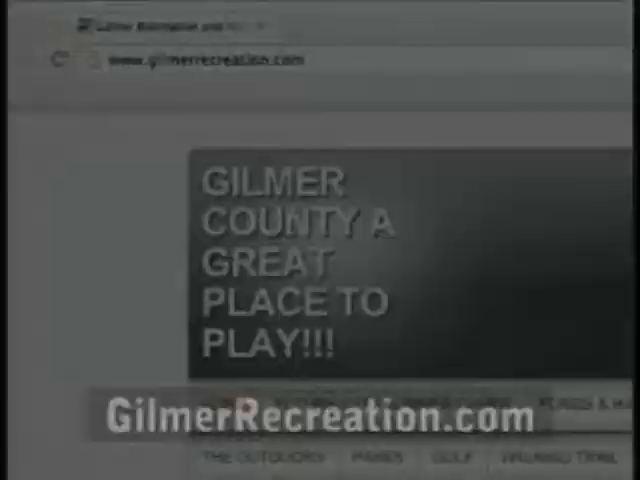 www.gilmerrecreation.com
GILMER
COUNTY A
GREAT
PLACE TO
PLAY!!!
GilmerRecreation.com
THE OUTDOORS PARKS GOLF WALKING TRAIL